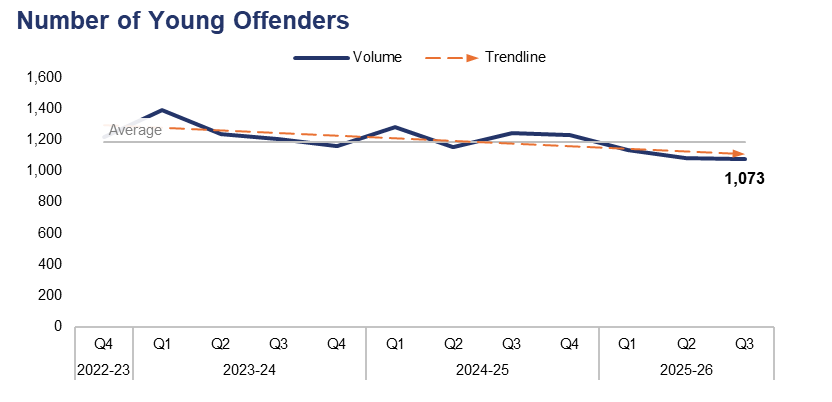 Number of Young Offenders
Volume Trendline
1,600
1,400
Average
1,200
1,000
1,073
800
600
400
200
0
Q4 Q1 Q2 Q3 Q4 Q1 Q2 Q3 Q4 Q1 Q2 Q3
2022-23 2023-24 2024-25 2025-26